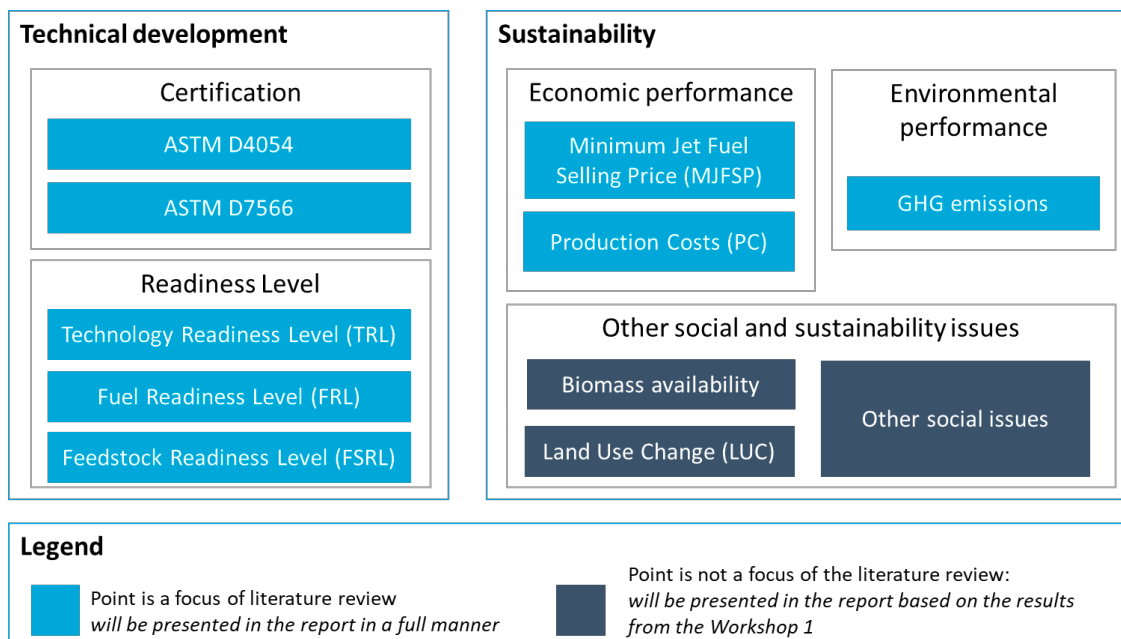 Technical development
Certification
ASTM D4054
ASTM D7566
Readiness Level
Technology Readiness Level (TRL)
Fuel Readiness Level (FRL)
Feedstock Readiness Level (FSRL)
Sustainability
Economic performance
Minimum Jet Fuel
Selling Price (MJFSP)
Production Costs (PC)
Environmental
performance
GHG emissions
Other social and sustainability issues
Biomass availability
Land Use Change (LUC)
Other social issues
Legend
Point is a focus of literature review
will be presented in the report in a full manner
Point is not a focus of the literature review:
will be presented in the report based on the results
from the Workshop 1